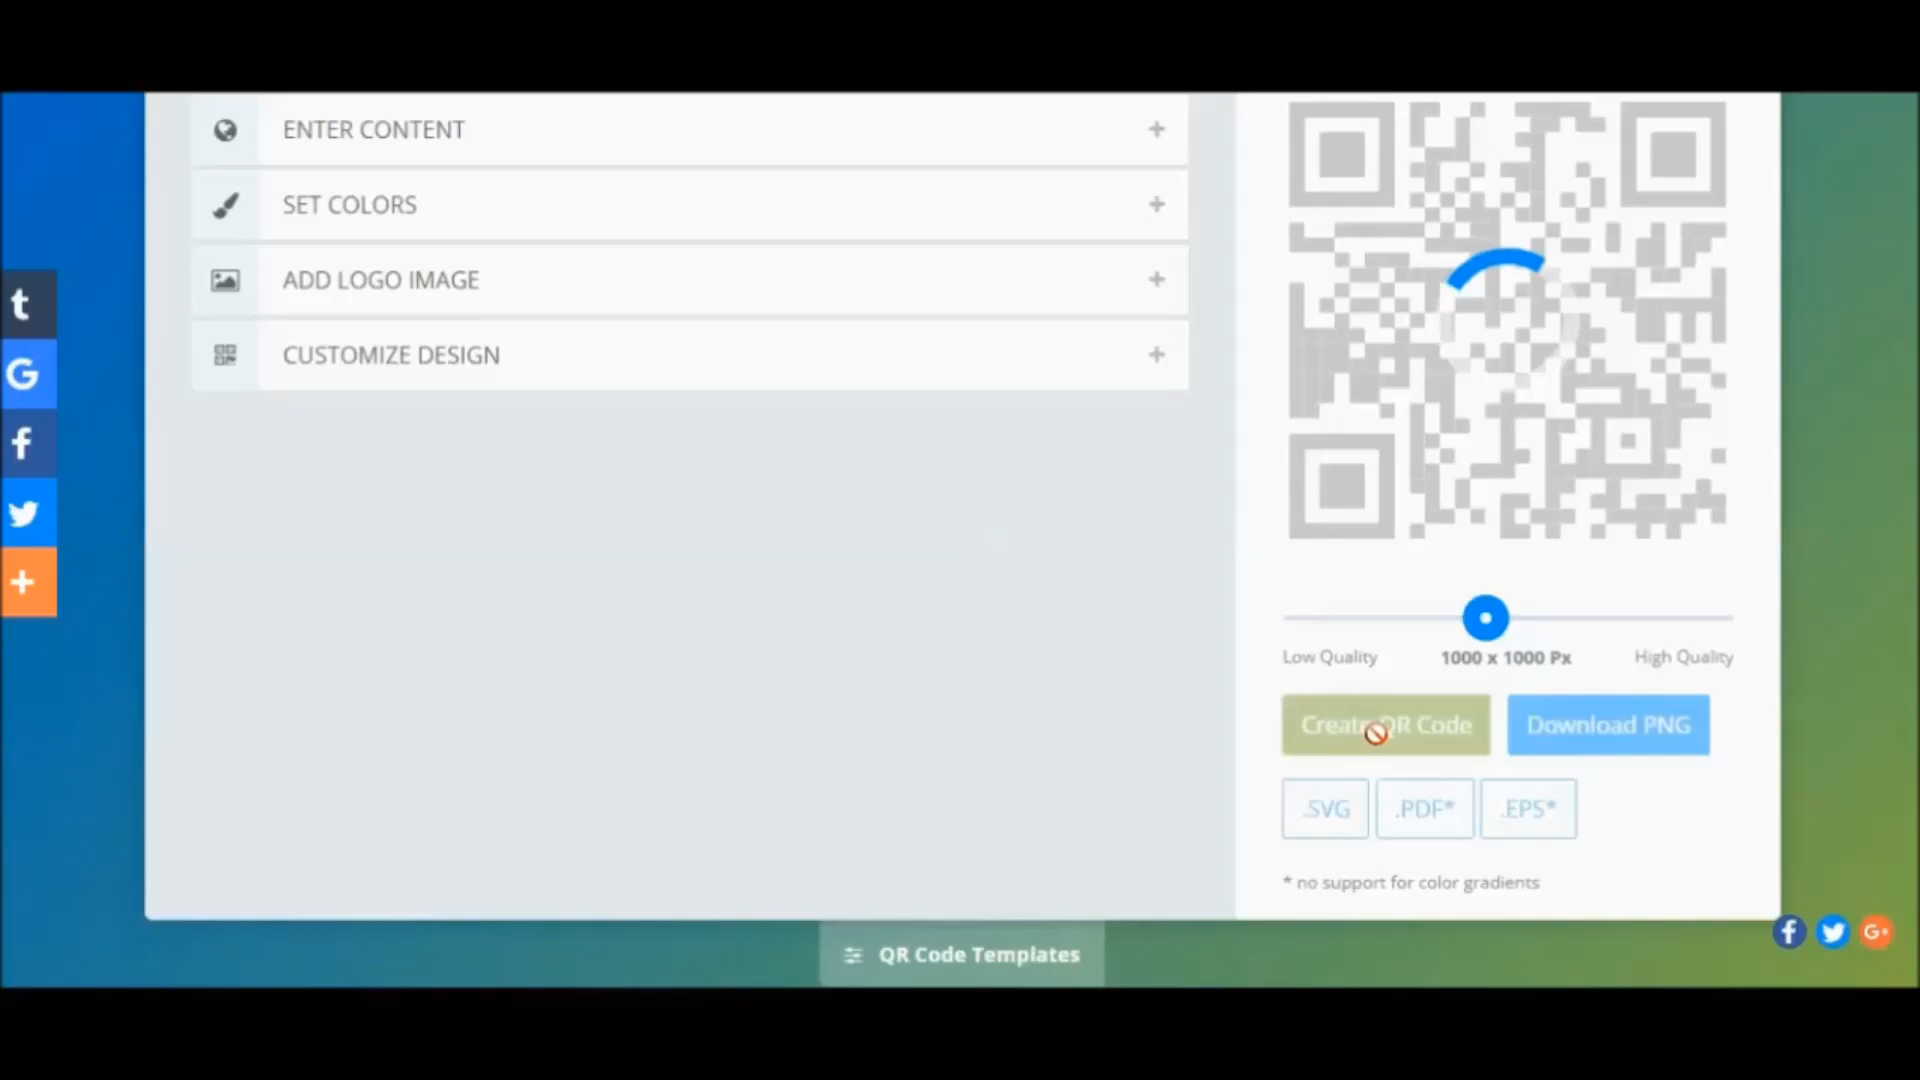 ENTER CONTENT
SET COLORS
ADD LOGO IMAGE
CUSTOMIZE DESIGN
Low Quality
1000 x 1000 Px
High Quality
Create QR Code
Download PNG
.SVG
.PDF*
.EPS*
* no support for color gradients
QR Code Templates